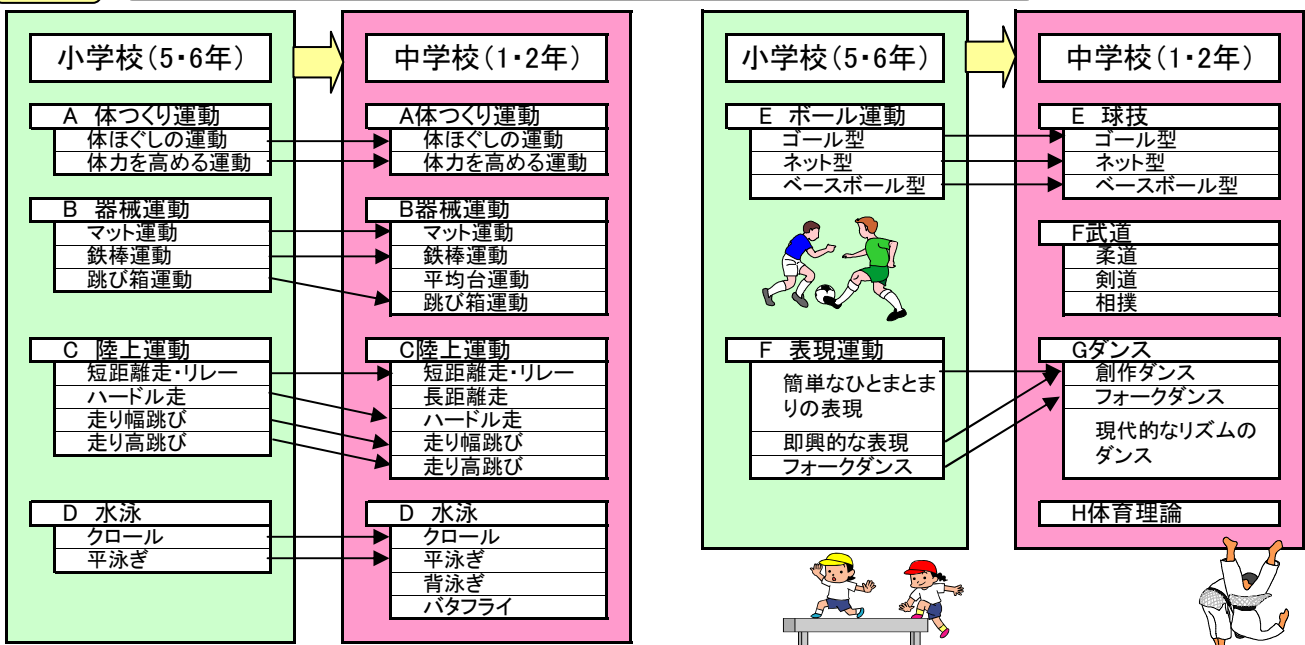 小学校(5・6年)
中学校(1・2年)
A 体つくり運動
体ほぐしの運動
体力を高める運動
A体つくり運動
体ほぐしの運動
体力を高める運動
B 器械運動
マット運動
鉄棒運動
跳び箱運動
B器械運動
マット運動
鉄棒運動
平均台運動
跳び箱運動
C 陸上運動
短距離走・リレー
ハードル走
走り幅跳び
走り高跳び
C陸上運動
短距離走・リレー
長距離走
ハードル走
走り幅跳び
走り高跳び
D 水泳
クロール
平泳ぎ
D 水泳
クロール
平泳ぎ
背泳ぎ
バタフライ
小学校(5・6年)
中学校(1・2年)
E ボール運動
ゴール型
ネット型
ベースボール型
E 球技
ゴール型
ネット型
ベースボール型
F武道
柔道
剣道
相撲
F 表現運動
簡単なひとまとま
りの表現
即興的な表現
フォークダンス
Gダンス
創作ダンス
フォークダンス
現代的なリズムの
ダンス
H体育理論